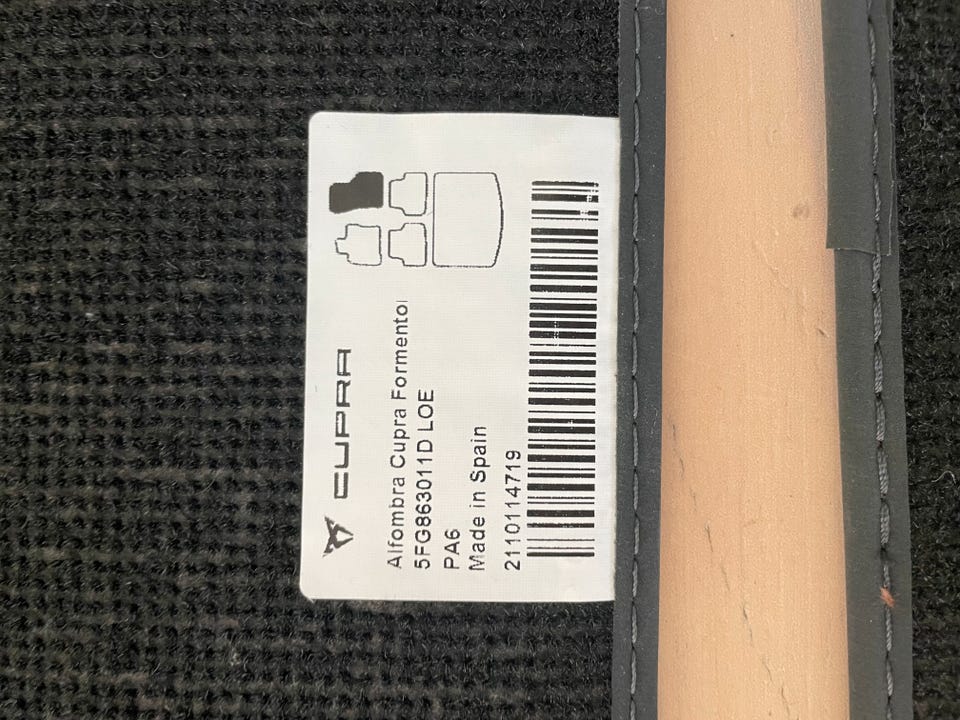 CUPRA
Alfombra Cupra Formentor
5FG863011D LOE
PA6
Made in Spain
2110114719